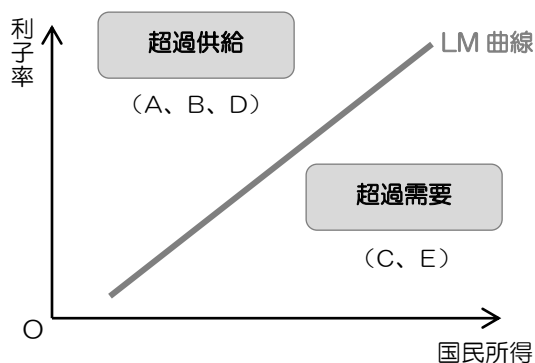 利子率
超過供給
LM 曲線
（A、B、D）
超過需要
（C、E）
O
国民所得